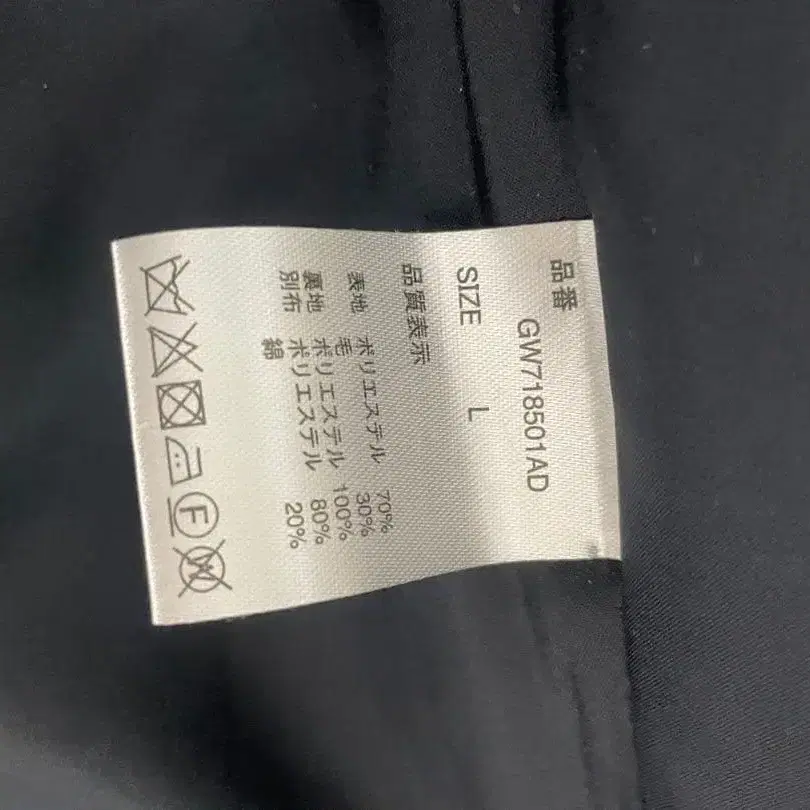 品番
GW718501AD
SIZE L
品質表示
表地 ポリエステル 70%
毛 30%
裏地 ポリエステル 100%
別布 ポリエステル 80%
綿 20%
F
W